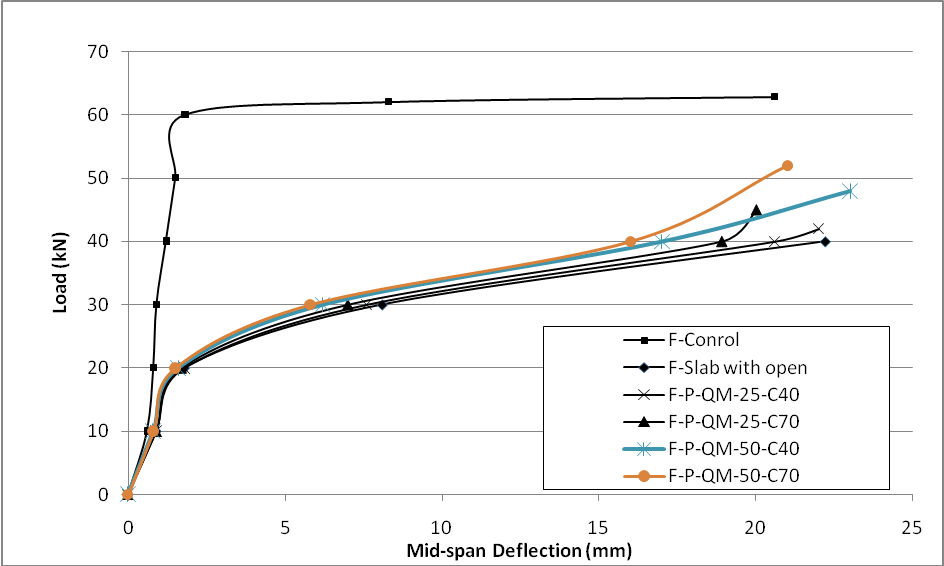 70
60
50
40
30
20
10
0
Load (kN)
F-Conrol
F-Slab with open
F-P-QM-25-C40
F-P-QM-25-C70
F-P-QM-50-C40
F-P-QM-50-C70
0 5 10 15 20 25
Mid-span Deflection (mm)